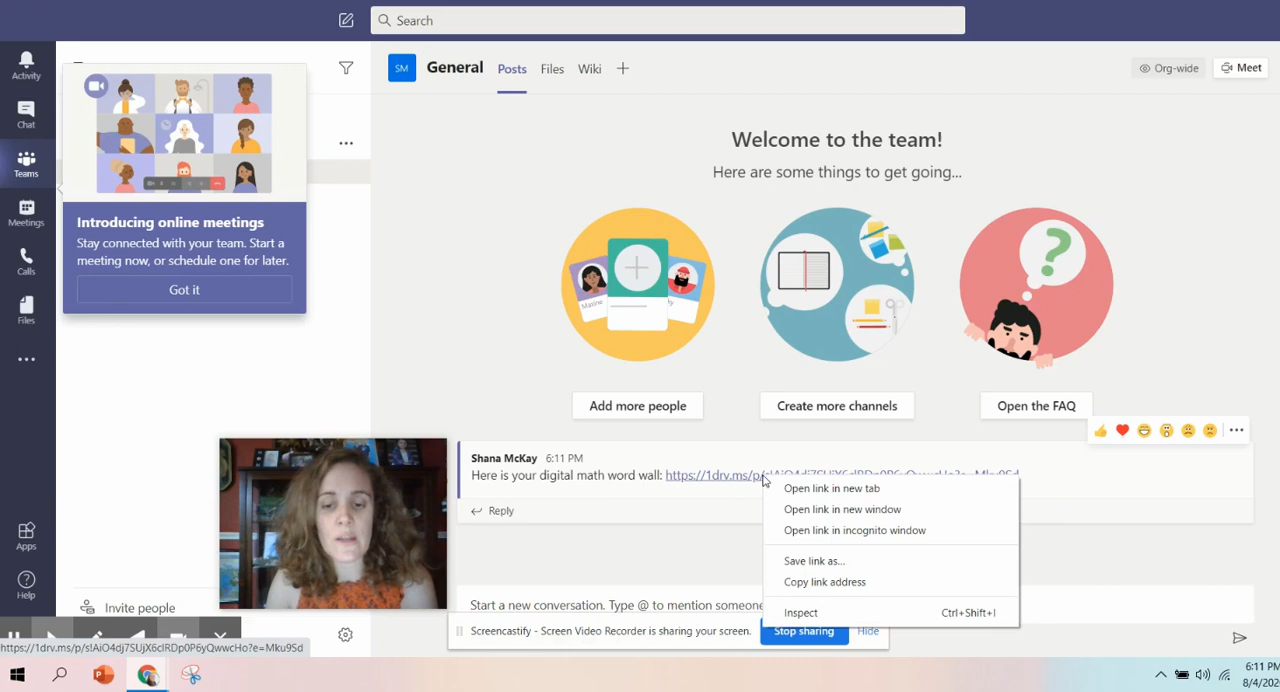 Search
Activity
Chat
Teams
Meetings
Calls
Files
Apps
Help
Introducing online meetings
Stay connected with your team. Start a
meeting now, or schedule one for later.
Got it
Invite people
SM
General
Posts
Files
Wiki
Org-wide
Meet
Welcome to the team!
Here are some things to get going...
Maxine
Add more people
Create more channels
Open the FAQ
Shana McKay 6:11 PM
Here is your digital math word wall: https://1drv.ms/p/
Reply
Open link in new tab
Open link in new window
Open link in incognito window
Save link as...
Copy link address
Inspect Ctrl+Shift+I
Start a new conversation. Type @ to mention someone
Screencastify - Screen Video Recorder is sharing your screen.
Stop sharing
Hide
https://1drv.ms/p/s!AiO4dj7SUjX6clRDp0P6yQwwcHo?e=Mku9Sd
6:11 PM